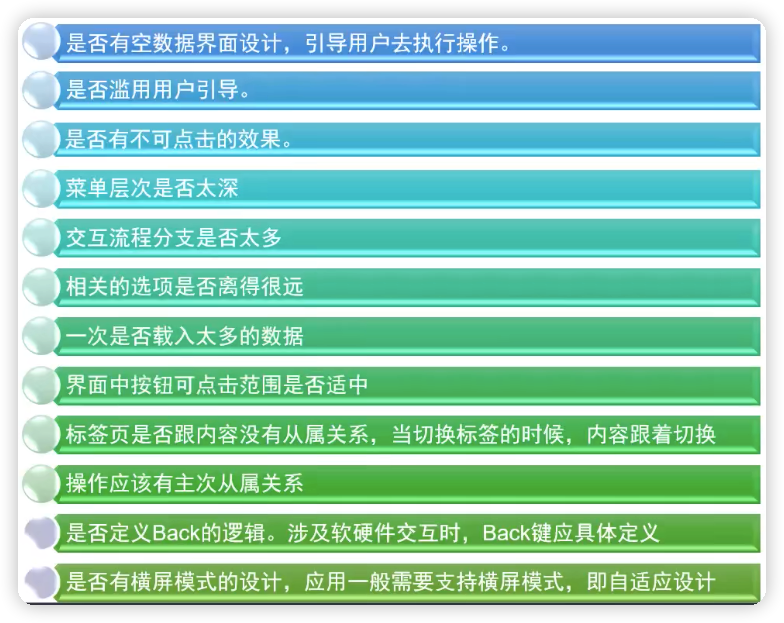 是否有空数据界面设计，引导用户去执行操作。
是否滥用用户引导。
是否有不可点击的效果。
菜单层次是否太深
交互流程分支是否太多
相关的选项是否离得很远
一次是否载入太多的数据
界面中按钮可点击范围是否适中
标签页是否跟内容没有从属关系，当切换标签的时候，内容跟着切换
操作应该有主次从属关系
是否定义Back的逻辑。涉及软硬件交互时，Back键应具体定义
是否有横屏模式的设计，应用一般需要支持横屏模式，即自适应设计